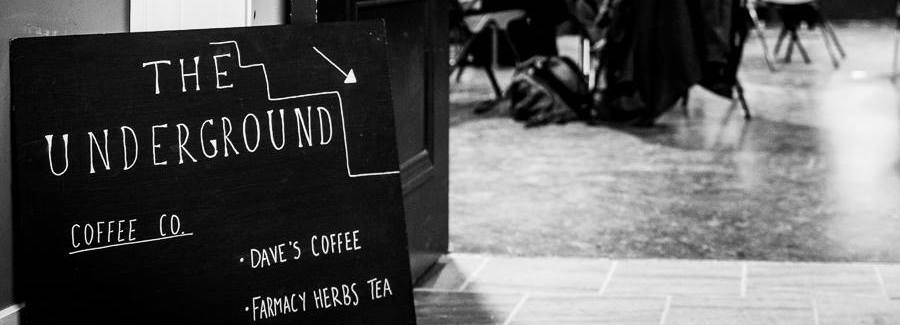 THE
UNDERGROUND
COFFEE CO.
· DAVE'S COFFEE
· FARMACY HERBS TEA